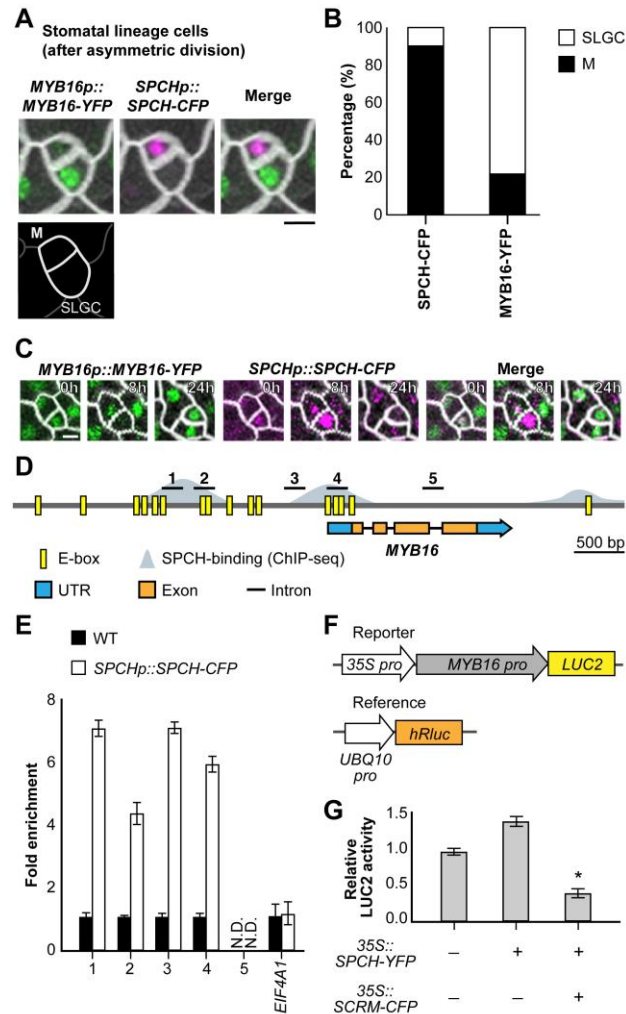 A
Stomatal lineage cells
(after asymmetric division)
MYB16p::
MYB16-YFP
SPCHp::
SPCH-CFP
Merge
M
SLGC
B
Percentage (%)
100
80
60
40
20
0
SPCH-CFP
MYB16-YFP
SLGC
M
C
MYB16p::MYB16-YFP
SPCHp::SPCH-CFP
Merge
0h 8h 24h 0h 8h 24h 0h 8h 24h
D
1 2 3 4 5
MYB16
500 bp
E-box
SPCH-binding (ChIP-seq)
UTR
Exon
Intron
E
WT
SPCHp::SPCH-CFP
Fold enrichment
8
6
4
2
0
N.D.
N.D.
1 2 3 4 5 EIF4A1
F
Reporter
35S pro MYB16 pro LUC2
Reference
UBQ10
pro
hRluc
G
Relative
LUC2 activity
1.5
1.0
0.5
0.0
*
35S::
SPCH-YFP
– + +
35S::
SCRM-CFP
– – +